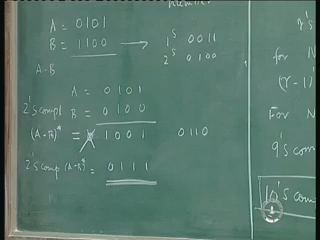 A = 0101
B = 1100 → 1's 0011
2's 0100
A-B
A = 0101
2's compl B = 0100
(A-B)* = 1001 0110
2's comp (A-B)* = 0111
r's
for N
(r-1)'
For N
9's com
10's com